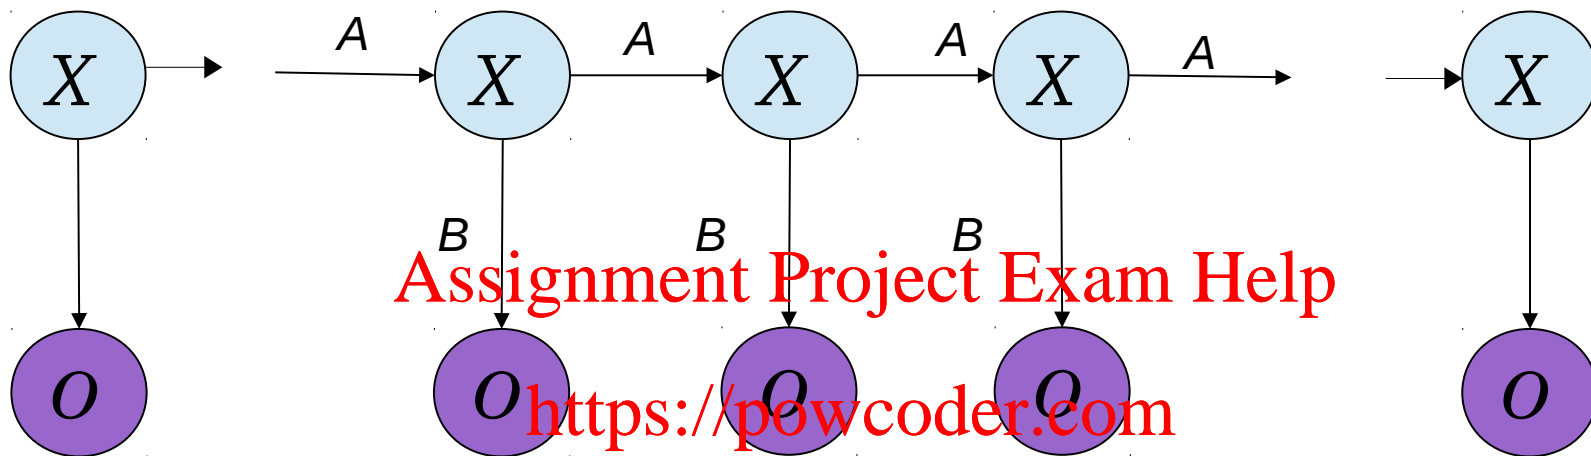 A A A A
X X X X X
B B B
Assignment Project Exam Help
O O O O O
https://powcoder.com